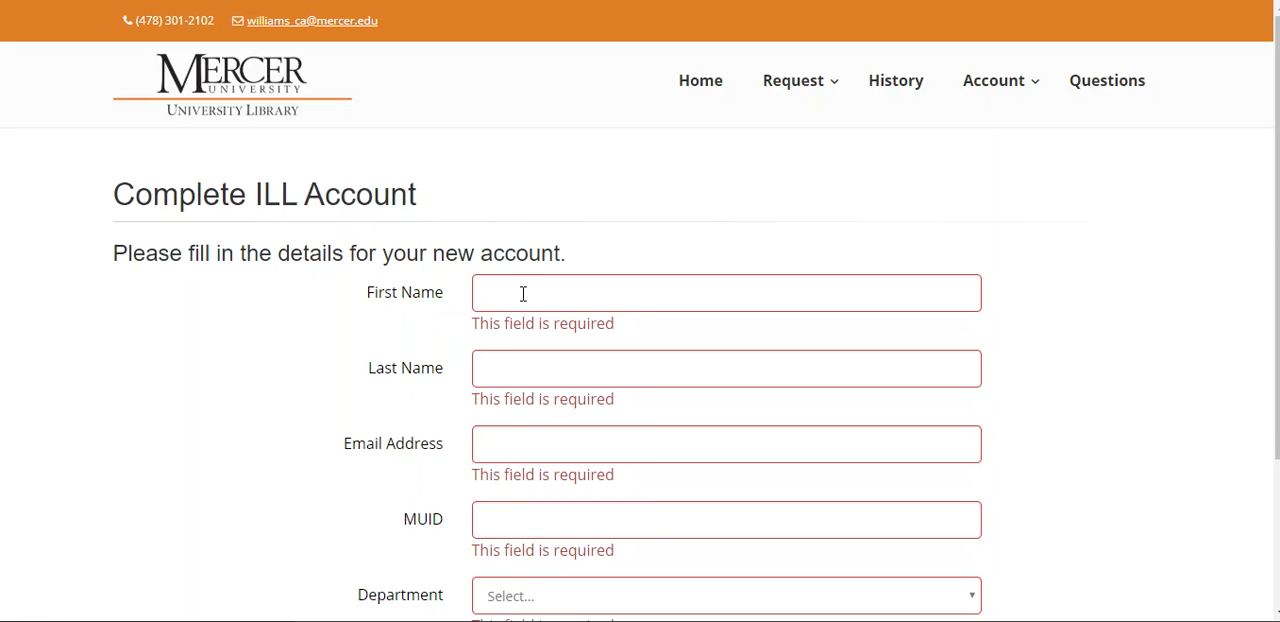 (478) 301-2102 williams_ca@mercer.edu
MERCER
UNIVERSITY
UNIVERSITY LIBRARY
Home Request History Account Questions
Complete ILL Account
Please fill in the details for your new account.
First Name
This field is required
Last Name
This field is required
Email Address
This field is required
MUID
This field is required
Department Select...